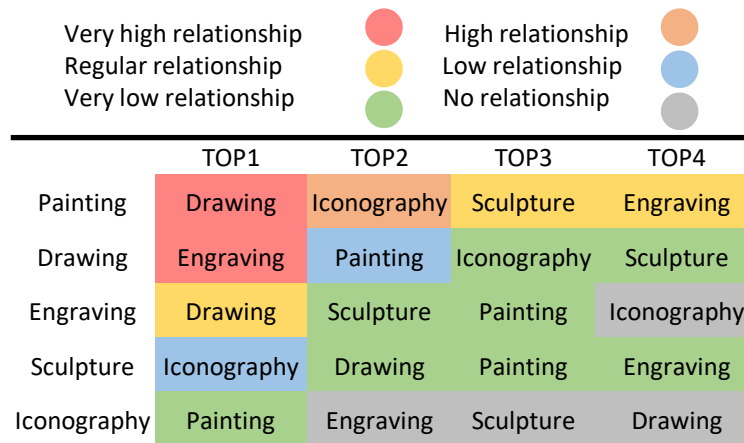 Very high relationship High relationship
Regular relationship Low relationship
Very low relationship No relationship
TOP1 TOP2 TOP3 TOP4
Painting Drawing Iconography Sculpture Engraving
Drawing Engraving Painting Iconography Sculpture
Engraving Drawing Sculpture Painting Iconography
Sculpture Iconography Drawing Painting Engraving
Iconography Painting Engraving Sculpture Drawing